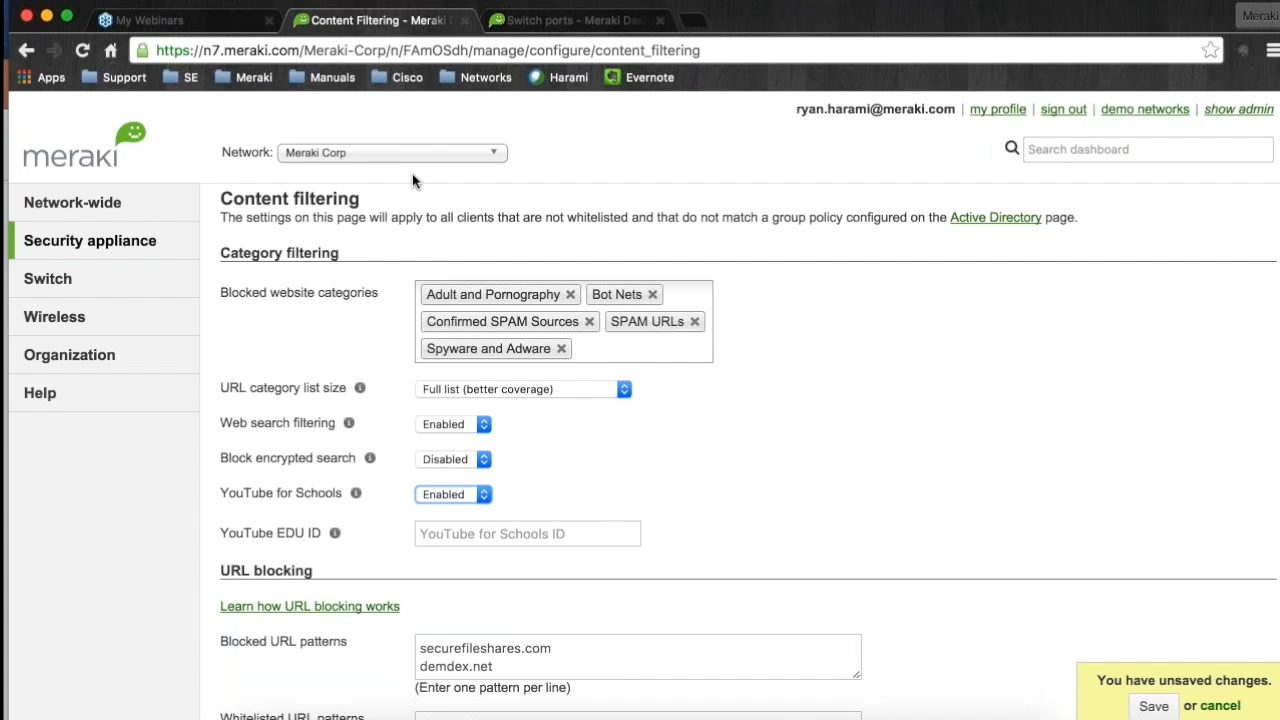 My Webinars
Content Filtering - Meraki
Switch ports - Meraki Das
Meraki
https://n7.meraki.com/Meraki-Corp/n/FAmOSdh/manage/configure/content_filtering
Apps Support SE Meraki Manuals Cisco Networks Harami Evernote
ryan.harami@meraki.com | my profile | sign out | demo networks | show admin
meraki
Network: Meraki Corp
Search dashboard
Network-wide
Security appliance
Switch
Wireless
Organization
Help
Content filtering
The settings on this page will apply to all clients that are not whitelisted and that do not match a group policy configured on the Active Directory page.
Category filtering
Blocked website categories
Adult and Pornography Bot Nets
Confirmed SPAM Sources SPAM URLs
Spyware and Adware
URL category list size Full list (better coverage)
Web search filtering Enabled
Block encrypted search Disabled
YouTube for Schools Enabled
YouTube EDU ID YouTube for Schools ID
URL blocking
Learn how URL blocking works
Blocked URL patterns
securefileshares.com
demdex.net
(Enter one pattern per line)
Whitelisted URL patterns
You have unsaved changes.
Save or cancel